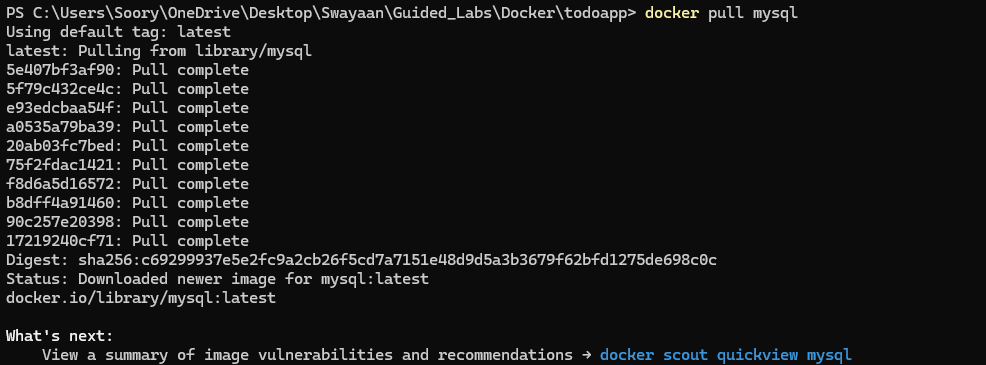 PS C:\Users\Soory\OneDrive\Desktop\Swayaan\Guided_Labs\Docker\todoapp> docker pull mysql
Using default tag: latest
latest: Pulling from library/mysql
5e407bf3af90: Pull complete
5f79c432ce4c: Pull complete
e93edcbaa54f: Pull complete
a0535a79ba39: Pull complete
20ab03fc7bed: Pull complete
75f2fdac1421: Pull complete
f8d6a5d16572: Pull complete
b8dff4a91460: Pull complete
90c257e20398: Pull complete
17219240cf71: Pull complete
Digest: sha256:c69299937e5e2fc9a2cb26f5cd7a7151e48d9d5a3b3679f62bfd1275de698c0c
Status: Downloaded newer image for mysql:latest
docker.io/library/mysql:latest
What's next:
View a summary of image vulnerabilities and recommendations → docker scout quickview mysql